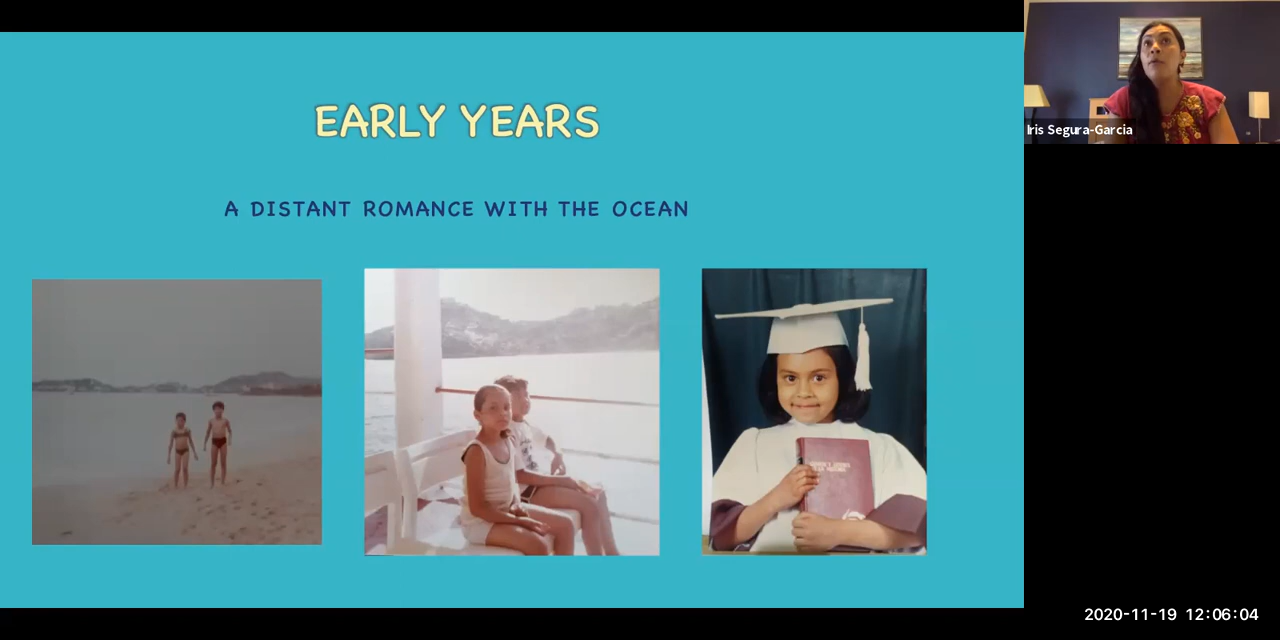 EARLY YEARS
A DISTANT ROMANCE WITH THE OCEAN
Iris Segura-Garcia
2020-11-19 12:06:04